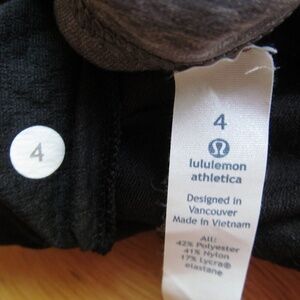 4
4
lululemon
athletica
Designed in
Vancouver
Made in Vietnam
All:
42% Polyester
41% Nylon
17% Lycra®
elastane